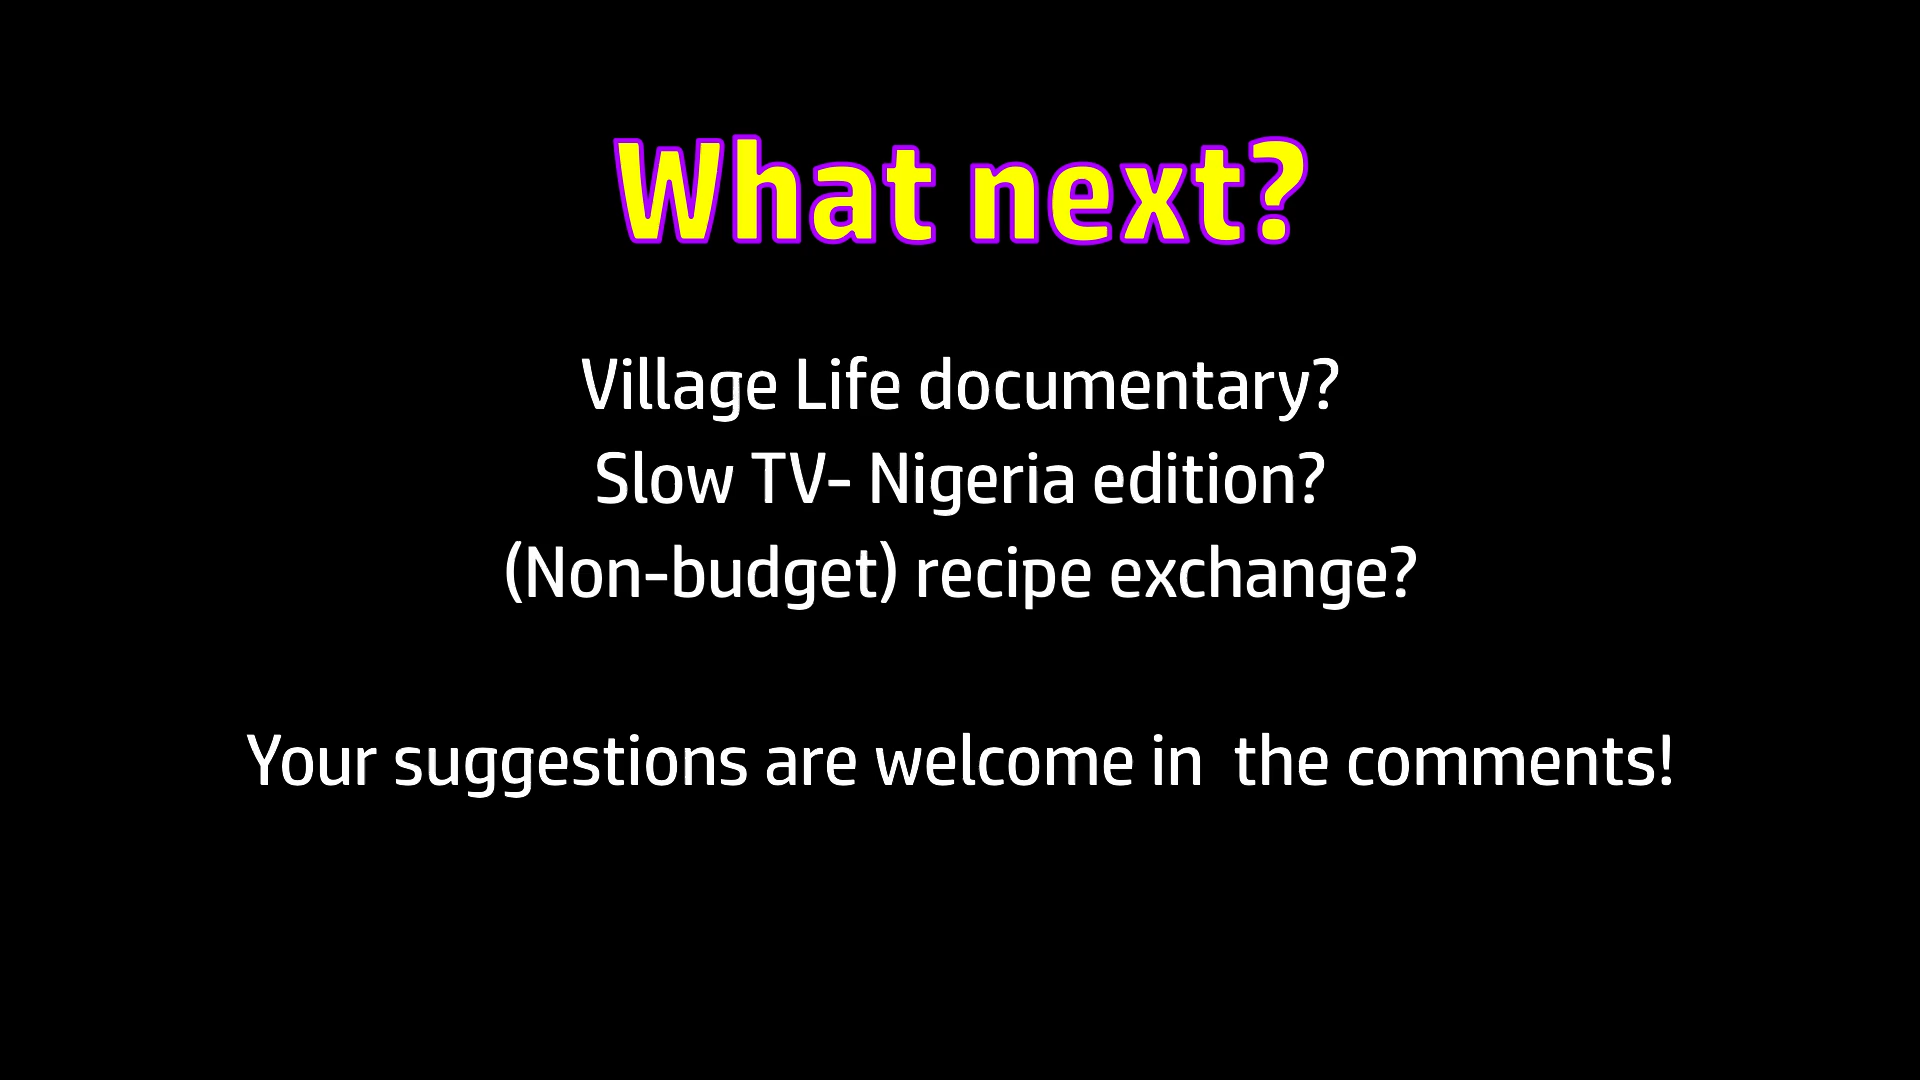 What next?
Village Life documentary?
Slow TV- Nigeria edition?
(Non-budget) recipe exchange?
Your suggestions are welcome in  the comments!